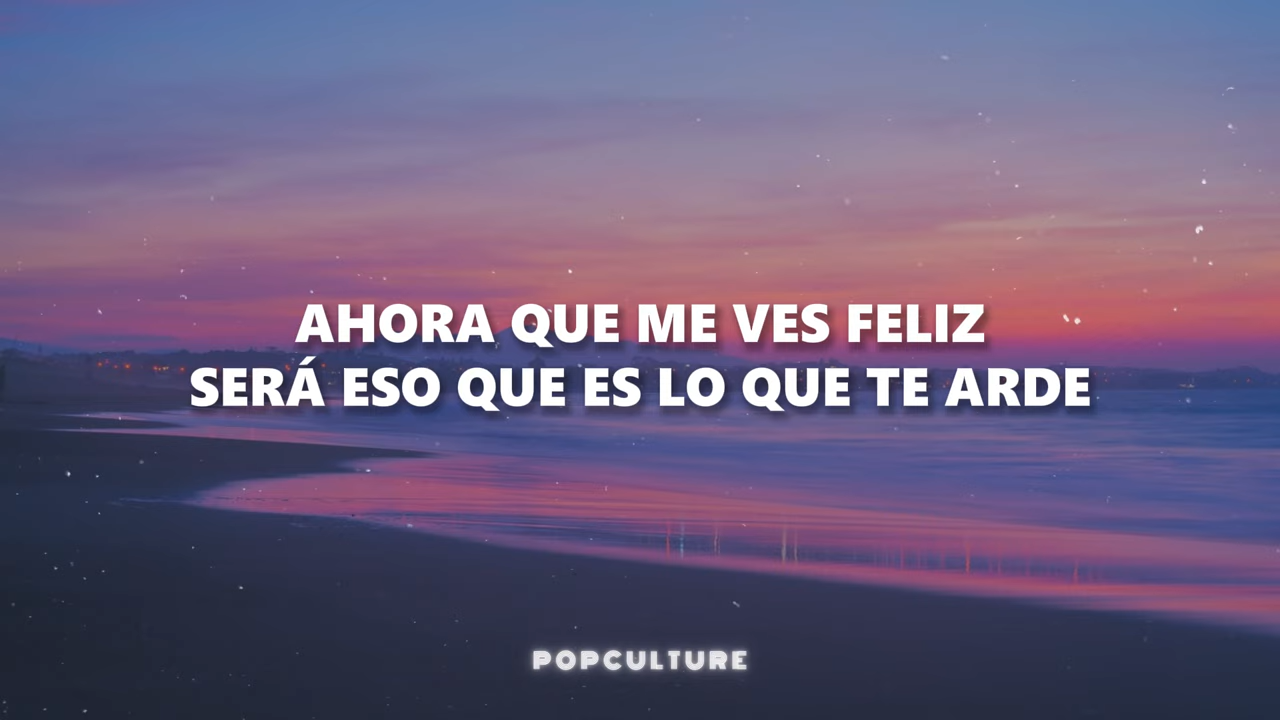 AHORA QUE ME VES FELIZ
SERÁ ESO QUE ES LO QUE TE ARDE
POPCULTURE